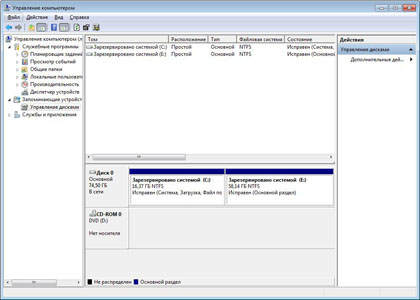 Управление компьютером
Файл Действие Вид Справка
Управление компьютером (л
Служебные программы
Планировщик заданий
Просмотр событий
Общие папки
Локальные пользоват
Производительность
Диспетчер устройств
Запоминающие устройст
Управление дисками
Службы и приложения
Том Расположение Тип Файловая система Состояние
Зарезервировано системой (C:) Простой Основной NTFS Исправен (Система,
Зарезервировано системой (E:) Простой Основной NTFS Исправен (Основной
Диск 0
Основной
74,50 ГБ
В сети
Зарезервировано системой (C:)
16,37 ГБ NTFS
Исправен (Система, Загрузка, Файл по
Зарезервировано системой (E:)
58,14 ГБ NTFS
Исправен (Основной раздел)
CD-ROM 0
DVD (D:)
Нет носителя
Не распределен Основной раздел
Действия
Управление дисками
Дополнительные дей...